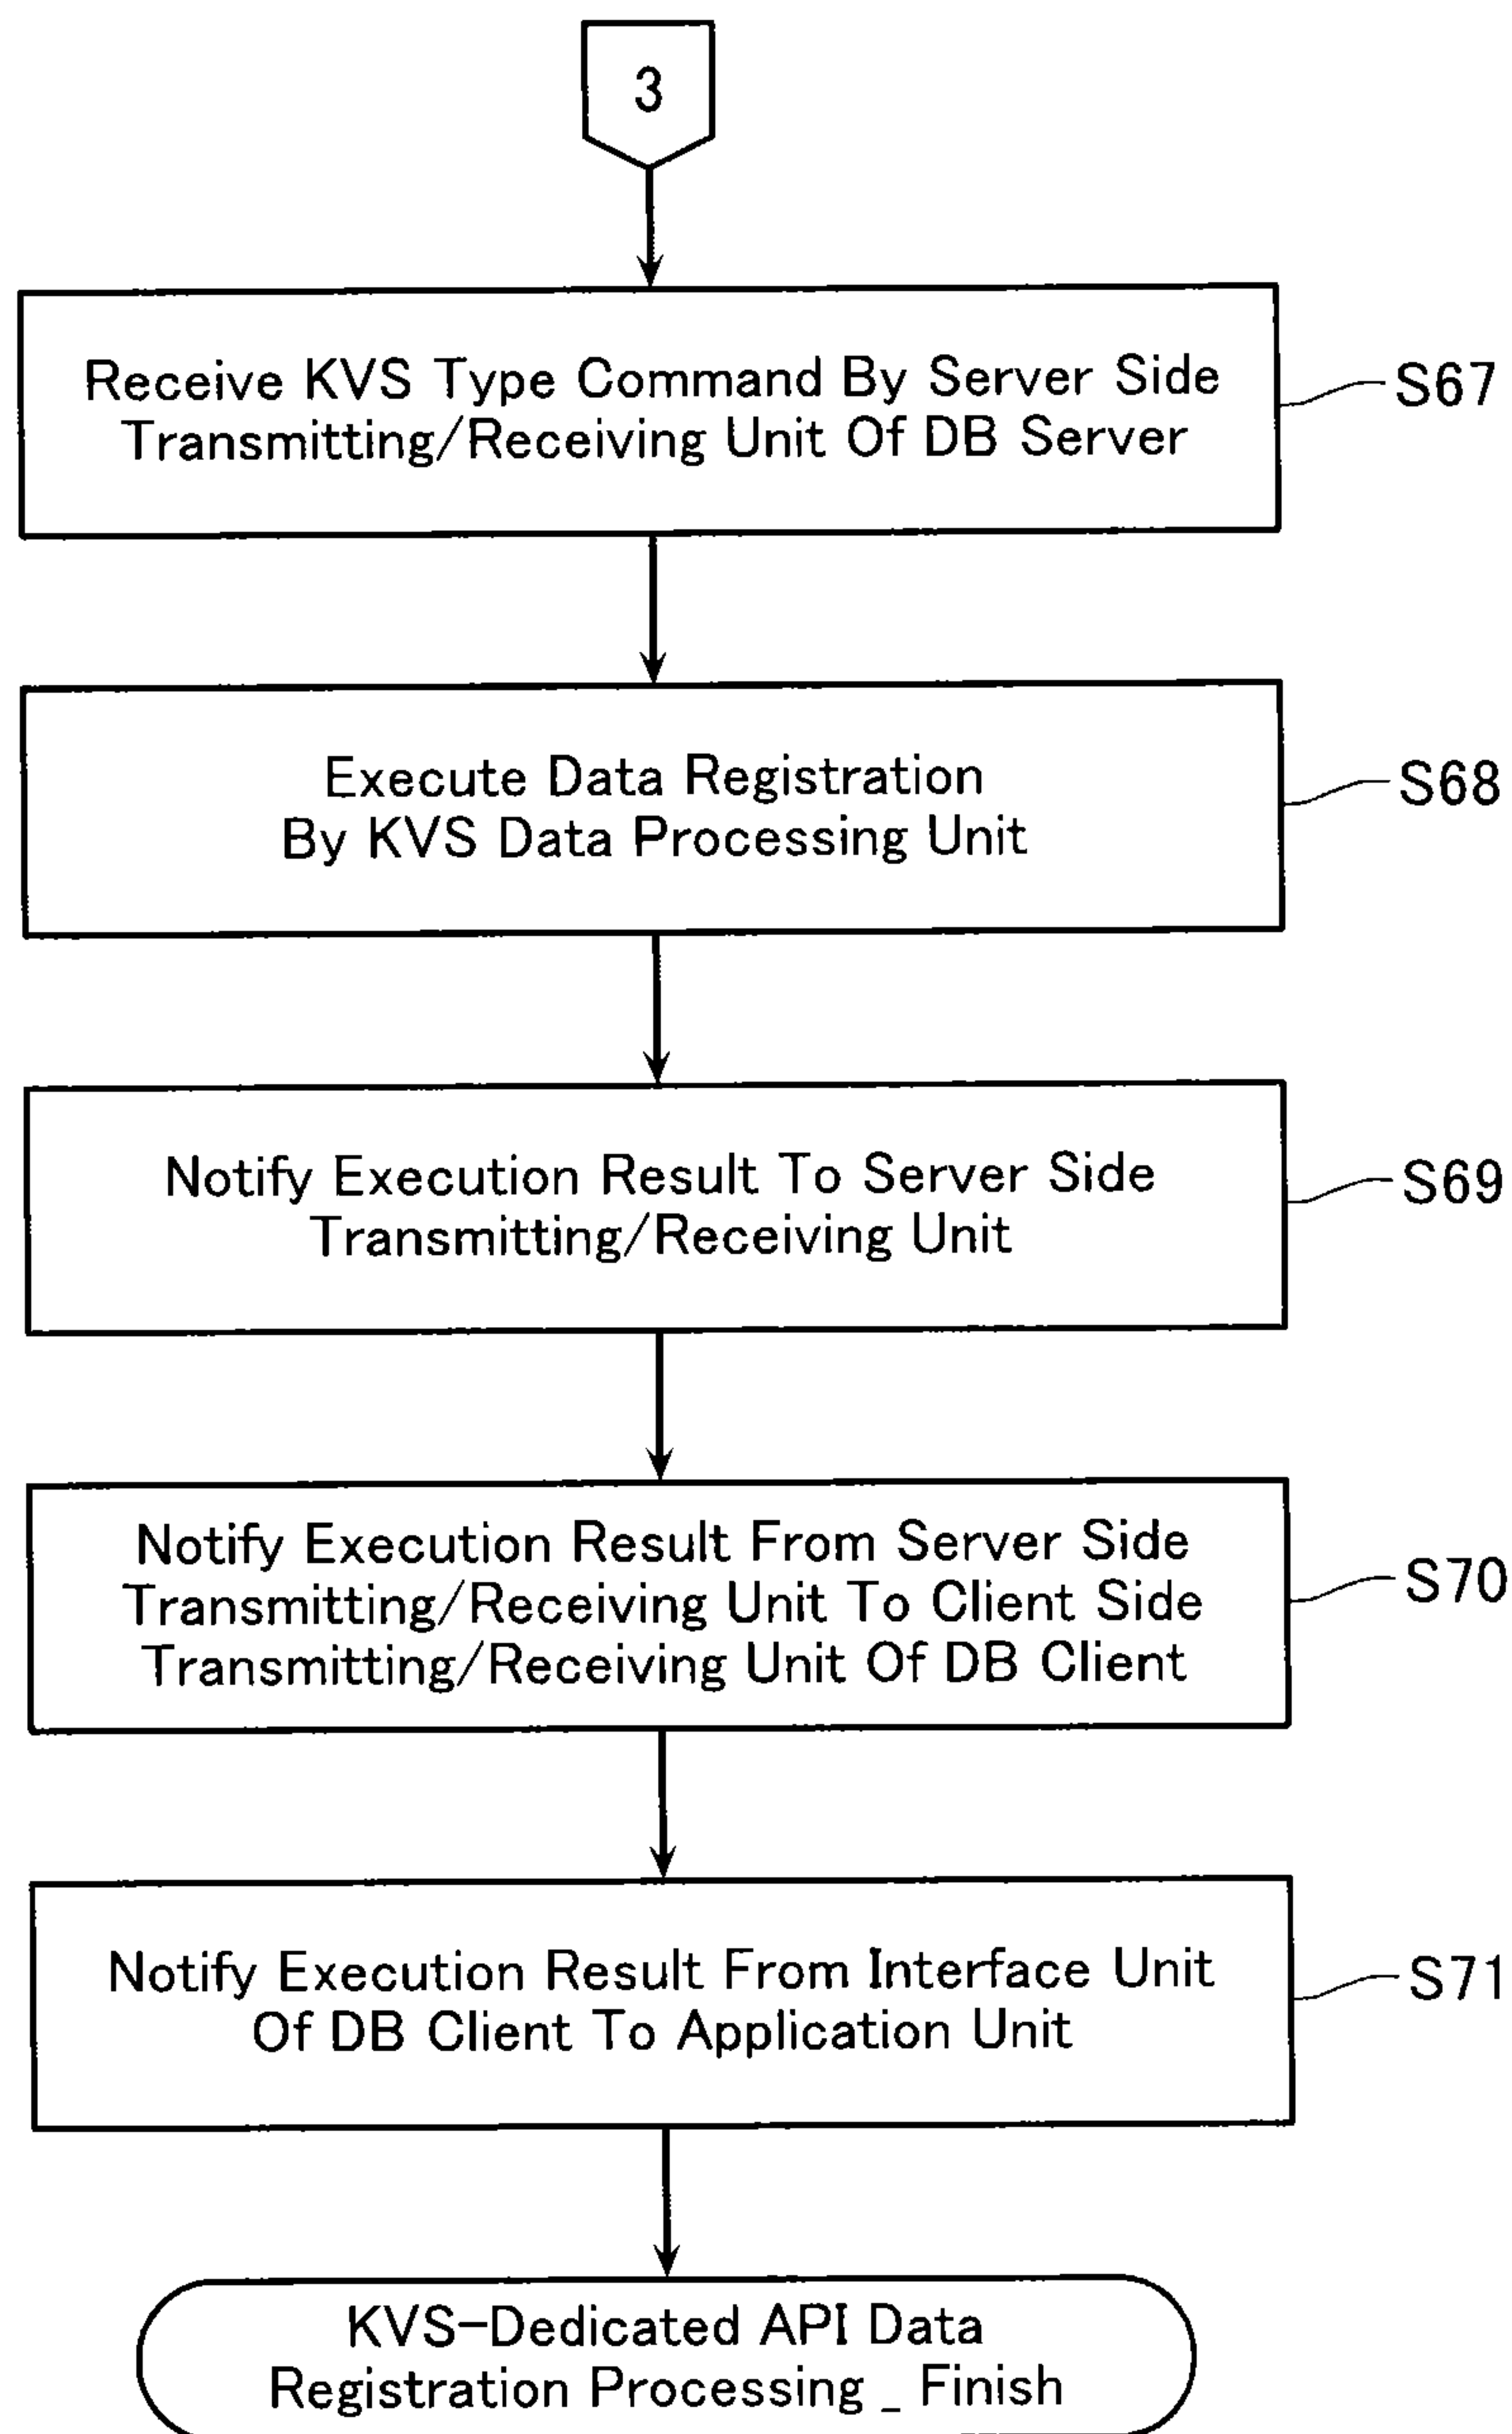 3
Receive KVS Type Command By Server Side
Transmitting/Receiving Unit Of DB Server
S67
Execute Data Registration
By KVS Data Processing Unit
S68
Notify Execution Result To Server Side
Transmitting/Receiving Unit
S69
Notify Execution Result From Server Side
Transmitting/Receiving Unit To Client Side
Transmitting/Receiving Unit Of DB Client
S70
Notify Execution Result From Interface Unit
Of DB Client To Application Unit
S71
KVS-Dedicated API Data
Registration Processing _ Finish